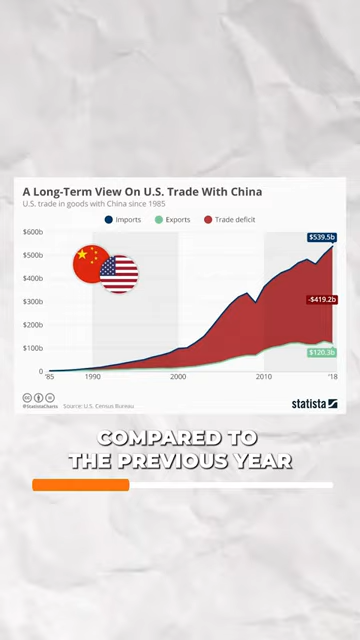 A Long-Term View On U.S. Trade With China
U.S. trade in goods with China since 1985
Imports Exports Trade deficit
$600b
$539.5b
$500b
$400b
$300b
-$419.2b
$200b
$100b
$120.3b
0
'85 1990 2000 2010 '18
@StatistaCharts Source: U.S. Census Bureau
statista
COMPARED TO
THE PREVIOUS YEAR